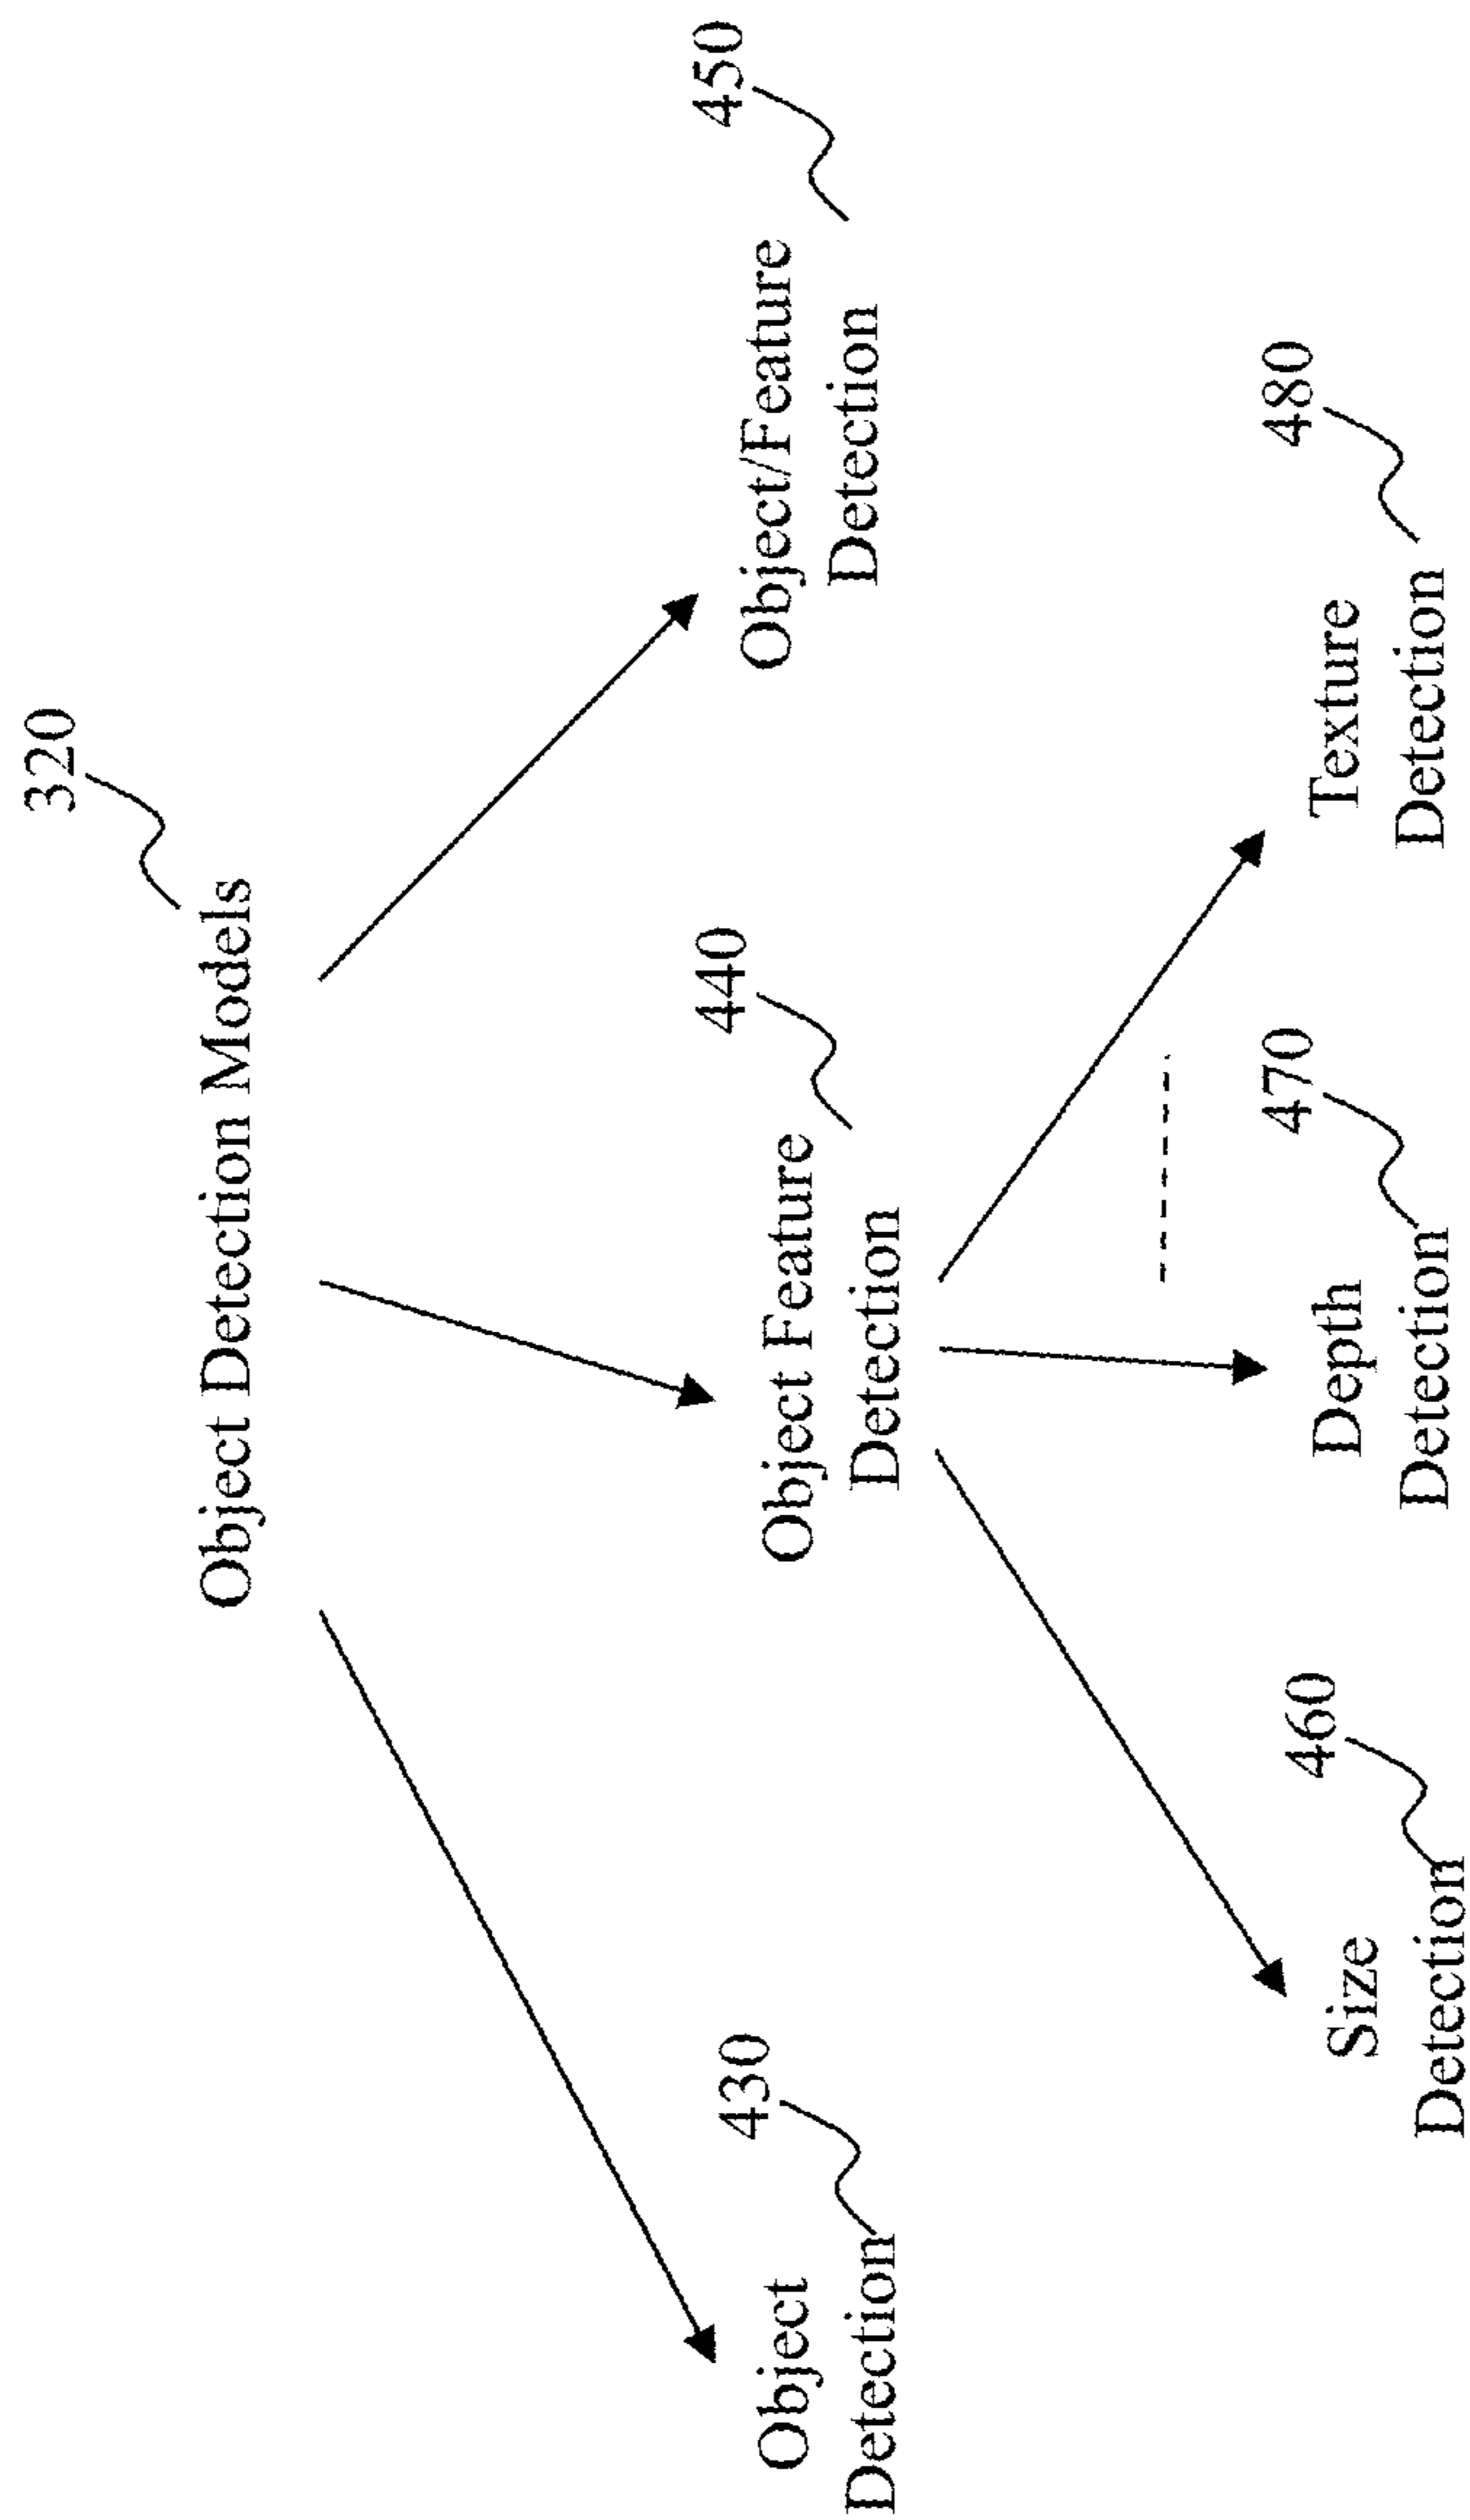 320
Object Detection Models
430
Object
Detection
440
Object Feature
Detection
450
Object/Feature
Detection
460
Size
Detection
470
Depth
Detection
480
Texture
Detection